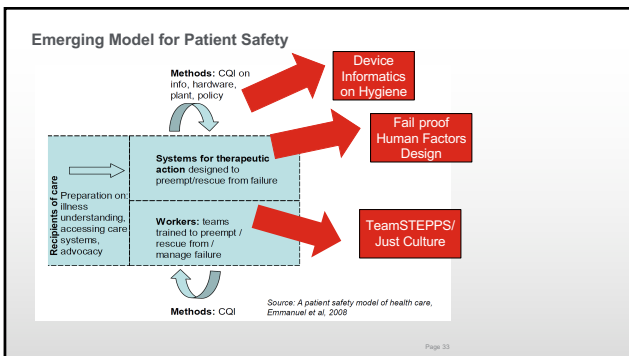 Emerging Model for Patient Safety
Methods: CQI on
info, hardware,
plant, policy
Device
Informatics
on Hygiene
Fail proof
Human Factors
Design
Recipients of care
Preparation on:
illness
understanding,
accessing care
systems,
advocacy
Systems for therapeutic
action designed to
preempt/rescue from failure
Workers: teams
trained to preempt /
rescue from /
manage failure
TeamSTEPPS/
Just Culture
Methods: CQI
Source: A patient safety model of health care,
Emmanuel et al, 2008
Page 33